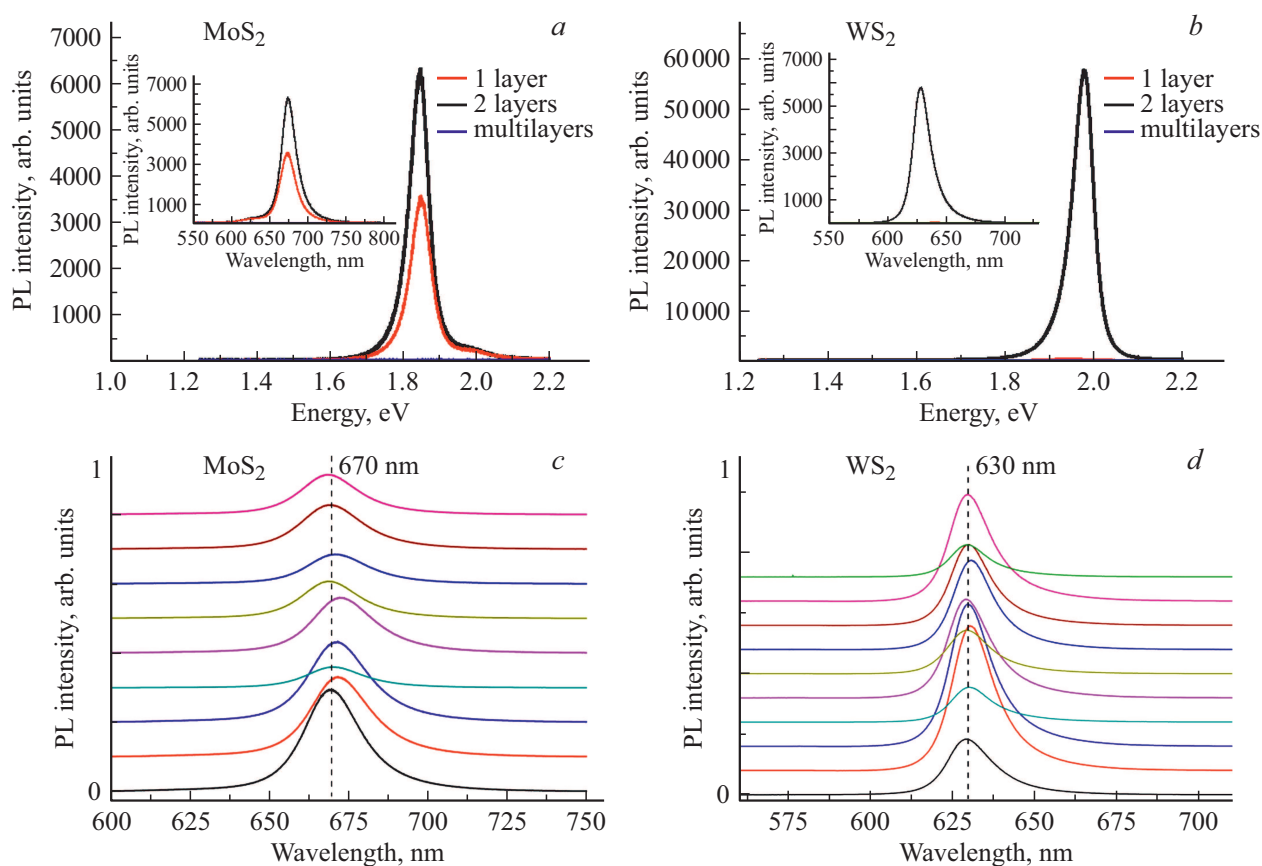 MoS2
a
7000
6000
5000
4000
3000
2000
1000
PL intensity, arb. units
1 layer
2 layers
multilayers
7000
5000
3000
1000
PL intensity, arb. units
550 600 650 700 750 800
Wavelength, nm
1.0 1.2 1.4 1.6 1.8 2.0 2.2
Energy, eV
WS2
b
60 000
50 000
40 000
30 000
20 000
10 000
PL intensity, arb. units
1 layer
2 layers
multilayers
7000
5000
3000
1000
PL intensity, arb. units
550 600 650 700
Wavelength, nm
1.2 1.4 1.6 1.8 2.0 2.2
Energy, eV
MoS2
670 nm
c
1
0
PL intensity, arb. units
600 625 650 675 700 725 750
Wavelength, nm
WS2
630 nm
d
1
0
PL intensity, arb. units
575 600 625 650 675 700
Wavelength, nm